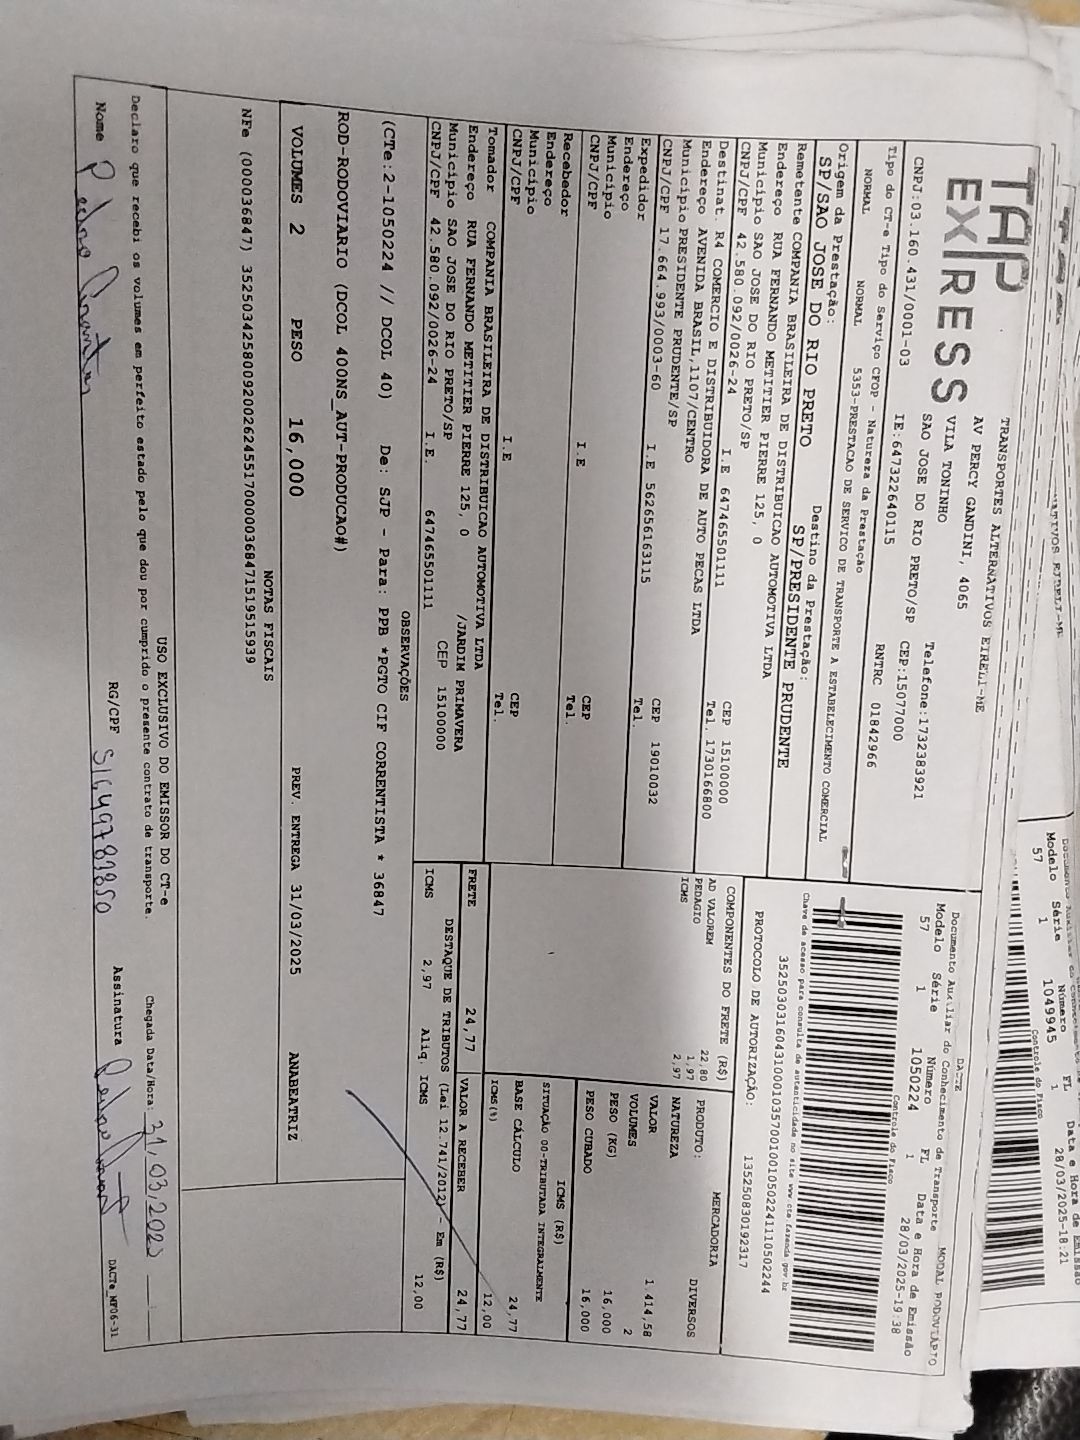 TAP
EXPRESS
TRANSPORTES ALTERNATIVOS EIRELI-ME
AV PERCY GANDINI, 4065
VILA TONINHO
SAO JOSE DO RIO PRETO/SP
Telefone:1732383921
CEP:15077000
CNPJ:03.160.431/0001-03
IE:647322640115
RNTRC 01842966
Tipo do CT-e Tipo do Serviço CFOP - Natureza da Prestação
NORMAL NORMAL 5353-PRESTACAO DE SERVICO DE TRANSPORTE A ESTABELECIMENTO COMERCIAL
Origem da Prestação: Destino da Prestação:
SP/SAO JOSE DO RIO PRETO SP/PRESIDENTE PRUDENTE
Remetente COMPANIA BRASILEIRA DE DISTRIBUICAO AUTOMOTIVA LTDA
Endereço RUA FERNANDO METITIER PIERRE 125, 0
Município SAO JOSE DO RIO PRETO/SP CEP 15100000
CNPJ/CPF 42.580.092/0026-24 I.E 647465501111 Tel. 1730166800
Destinat. R4 COMERCIO E DISTRIBUIDORA DE AUTO PECAS LTDA
Endereço AVENIDA BRASIL,1107/CENTRO
Município PRESIDENTE PRUDENTE/SP CEP 19010032
CNPJ/CPF 17.664.993/0003-60 I.E 562656163115 Tel.
Expedidor
Endereço
Município CEP
CNPJ/CPF I.E Tel.
Recebedor
Endereço
Município CEP
CNPJ/CPF I.E Tel.
Tomador COMPANIA BRASILEIRA DE DISTRIBUICAO AUTOMOTIVA LTDA
Endereço RUA FERNANDO METITIER PIERRE 125, 0 /JARDIM PRIMAVERA
Município SAO JOSE DO RIO PRETO/SP CEP 15100000
CNPJ/CPF 42.580.092/0026-24 I.E. 647465501111
DACTE MODAL RODOVIARIO
Documento Auxiliar do Conhecimento de Transporte
Modelo Série Número FL Data e Hora de Emissão
57 1 1050224 1 28/03/2025-19:38
Controle do Fisco
Chave de acesso para consulta de autenticidade no site www.cte.fazenda.gov.br
35250303160431000103570010010502241110502244
PROTOCOLO DE AUTORIZAÇÃO: 135250830192317
COMPONENTES DO FRETE (R$)
AD VALOREM 22,80
PEDAGIO 1,97
ICMS 2,97
MERCADORIA
PRODUTO: DIVERSOS
NATUREZA
VALOR 1.414,58
VOLUMES 2
PESO (KG) 16,000
PESO CUBADO 16,000
ICMS (R$)
SITUAÇÃO 00-TRIBUTADA INTEGRALMENTE
BASE CÁLCULO 24,77
ICMS(%) 12,00
FRETE 24,77 VALOR A RECEBER 24,77
DESTAQUE DE TRIBUTOS (Lei 12.741/2012) - Em (R$)
ICMS 2,97 Aliq. ICMS 12,00
OBSERVAÇÕES
(CTe:2-1050224 // DCOL 40) De: SJP - Para: PPB *PGTO CIF CORRENTISTA * 36847
ROD-RODOVIARIO (DCOL 400NS_AUT-PRODUCAO#)
VOLUMES 2 PESO 16,000 PREV. ENTREGA 31/03/2025 ANABEATRIZ
NOTAS FISCAIS
NFe (000036847) 35250342580092002624551700000368471519515939
USO EXCLUSIVO DO EMISSOR DO CT-e
Declaro que recebi os volumes em perfeito estado pelo que dou por cumprido o presente contrato de transporte.
Chegada Data/Hora: 31/03/2025
Nome RG/CPF Assinatura
DACTe_MF06-31
Modelo Série Número FL Data e Hora de Emissão
57 1 1049945 1 28/03/2025-18:21
Controle do Fisco